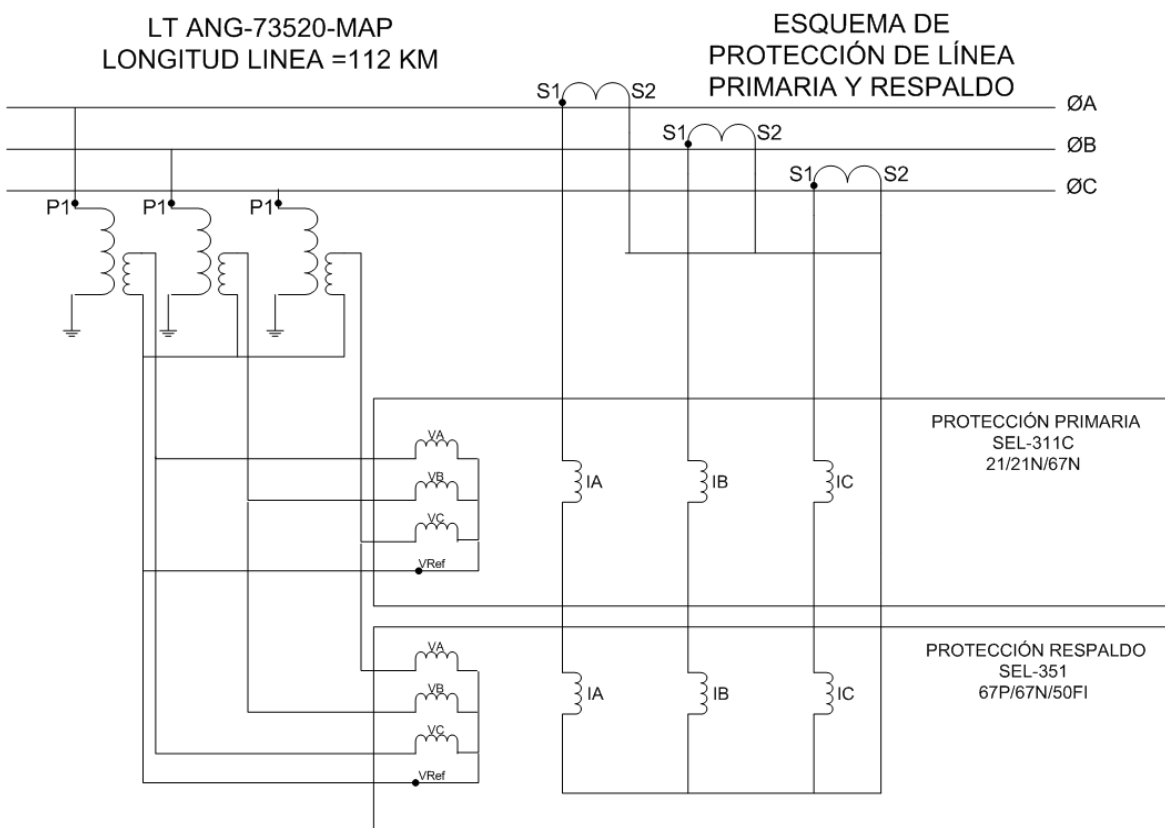 LT ANG-73520-MAP
LONGITUD LINEA =112 KM
ESQUEMA DE
PROTECCIÓN DE LÍNEA
PRIMARIA Y RESPALDO
S1 S2
ØA
S1 S2
ØB
S1 S2
ØC
P1 P1 P1
PROTECCIÓN PRIMARIA
SEL-311C
21/21N/67N
VA
VB
VC
VRef
IA IB IC
PROTECCIÓN RESPALDO
SEL-351
67P/67N/50FI
VA
VB
VC
VRef
IA IB IC